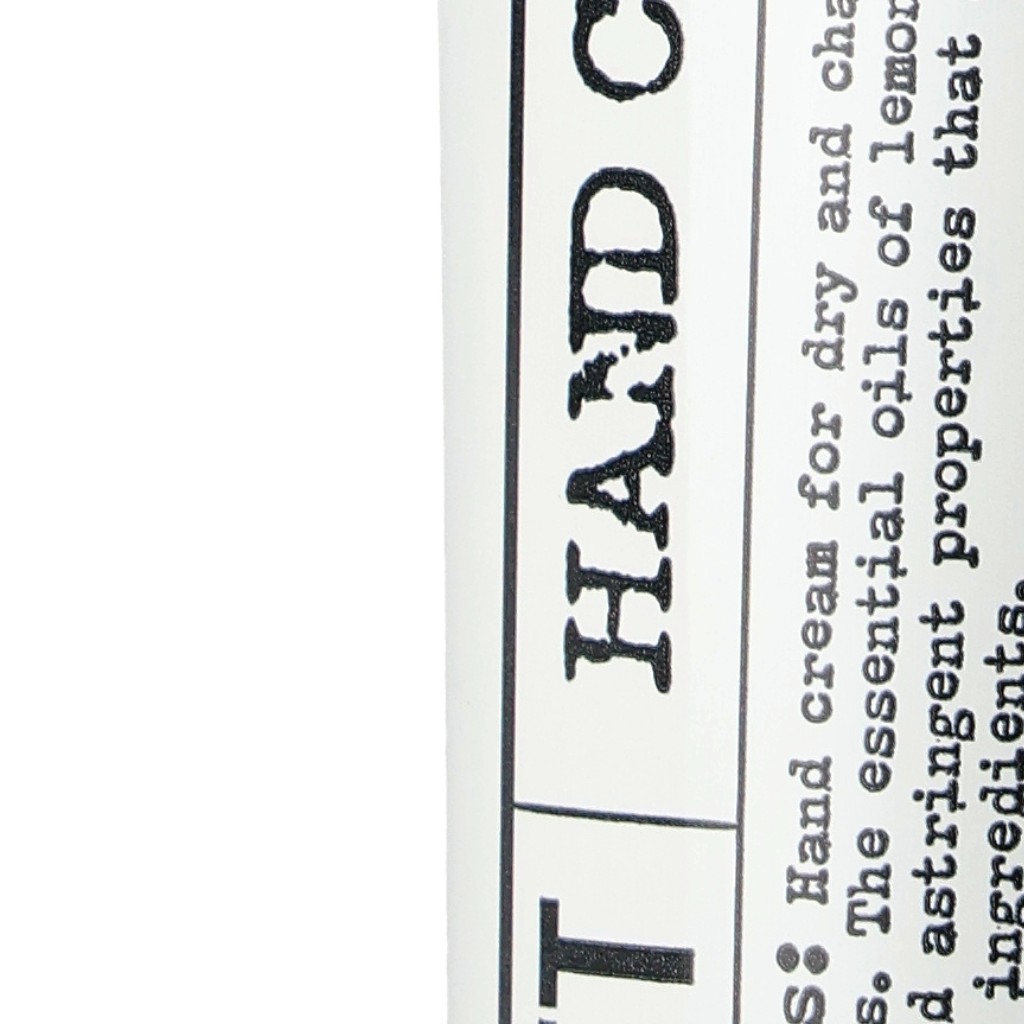 T HAND C
s: Hand cream for dry and cha
s. The essential oils of lemon
d astringent properties that
ingredients.